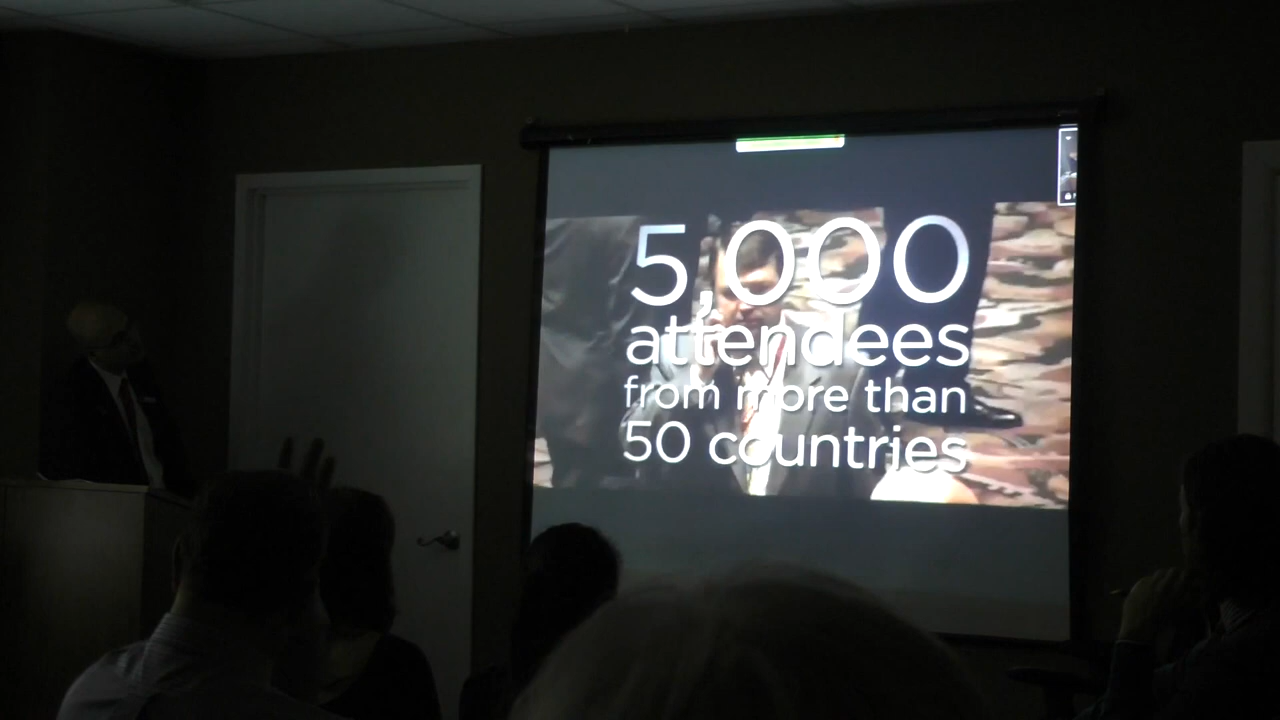 5,000
attendees
from more than
50 countries